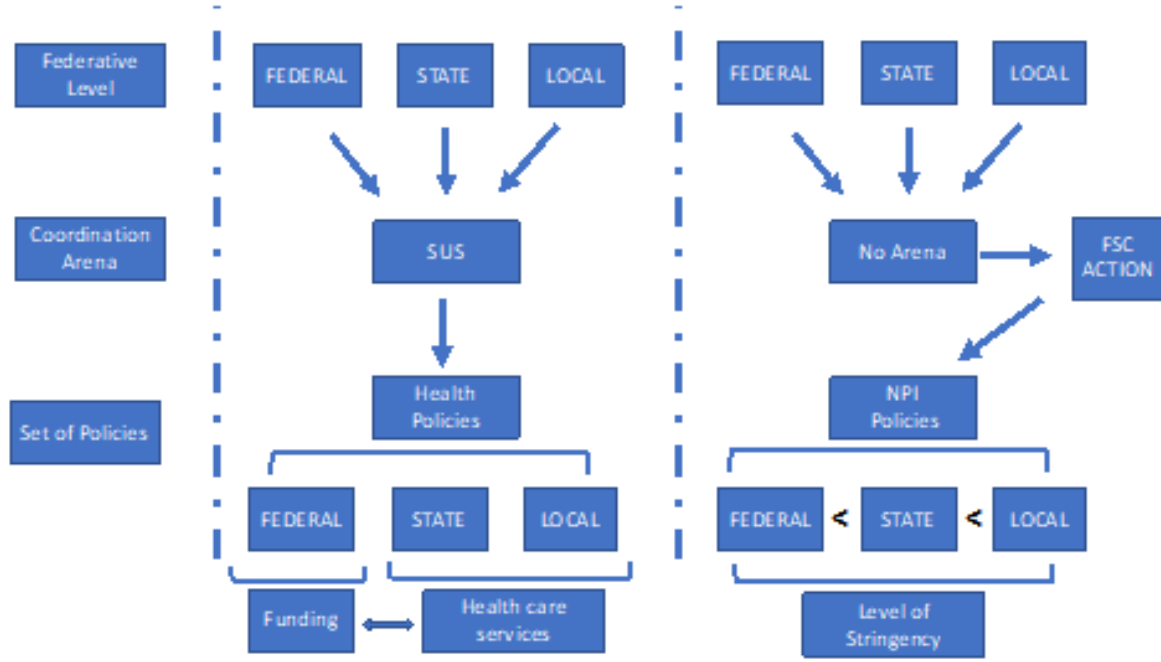 Federative
Level
FEDERAL
STATE
LOCAL
FEDERAL
STATE
LOCAL
Coordination
Arena
SUS
No Arena
FSC
ACTION
Set of Policies
Health
Policies
NPI
Policies
FEDERAL
STATE
LOCAL
FEDERAL < STATE < LOCAL
Funding
Health care
services
Level of
Stringency